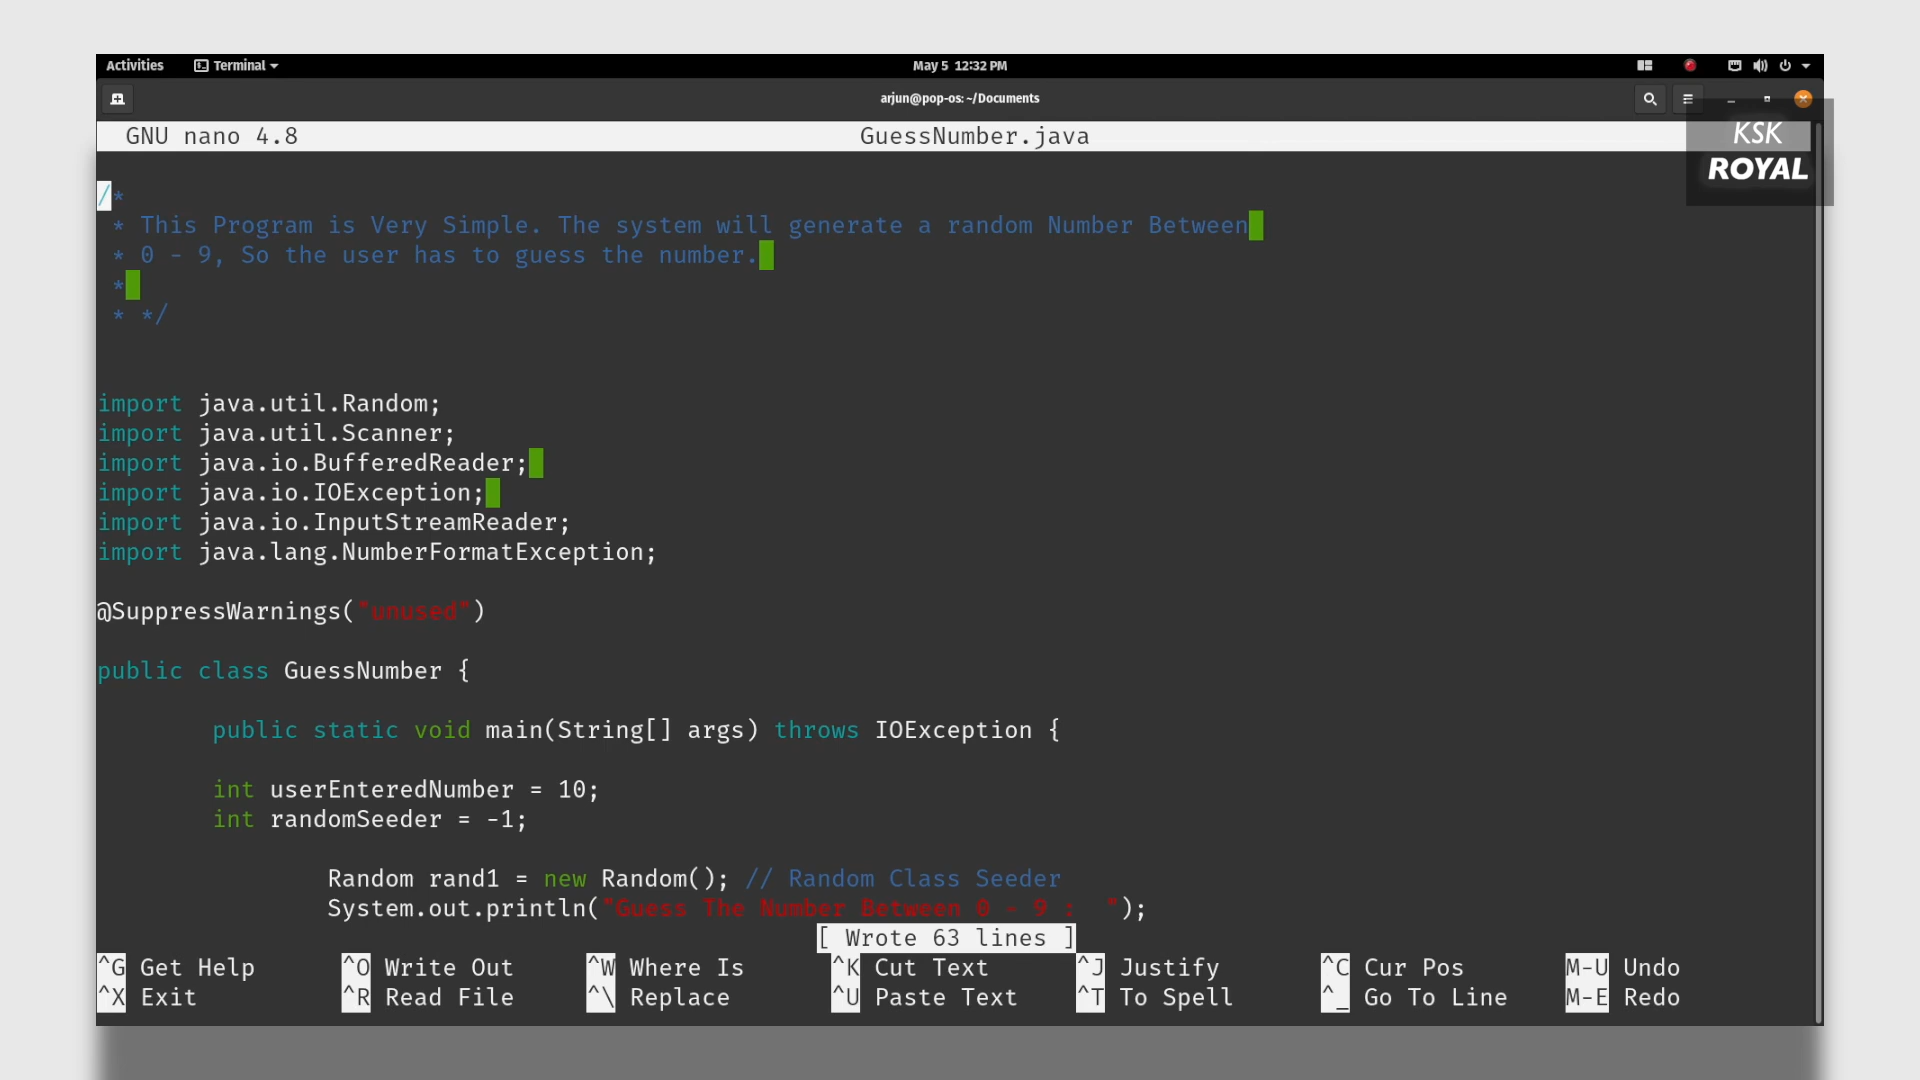 Activities Terminal May 5 12:32 PM
arjun@pop-os: ~/Documents
GNU nano 4.8 GuessNumber.java
KSK
ROYAL
/*
* This Program is Very Simple. The system will generate a random Number Between
* 0 - 9, So the user has to guess the number.
*
* */
import java.util.Random;
import java.util.Scanner;
import java.io.BufferedReader;
import java.io.IOException;
import java.io.InputStreamReader;
import java.lang.NumberFormatException;
@SuppressWarnings("unused")
public class GuessNumber {
public static void main(String[] args) throws IOException {
int userEnteredNumber = 10;
int randomSeeder = -1;
Random rand1 = new Random(); // Random Class Seeder
System.out.println("Guess The Number Between 0 - 9 :  ");
[ Wrote 63 lines ]
^G Get Help ^O Write Out ^W Where Is ^K Cut Text ^J Justify ^C Cur Pos M-U Undo
^X Exit ^R Read File ^\ Replace ^U Paste Text ^T To Spell ^_ Go To Line M-E Redo